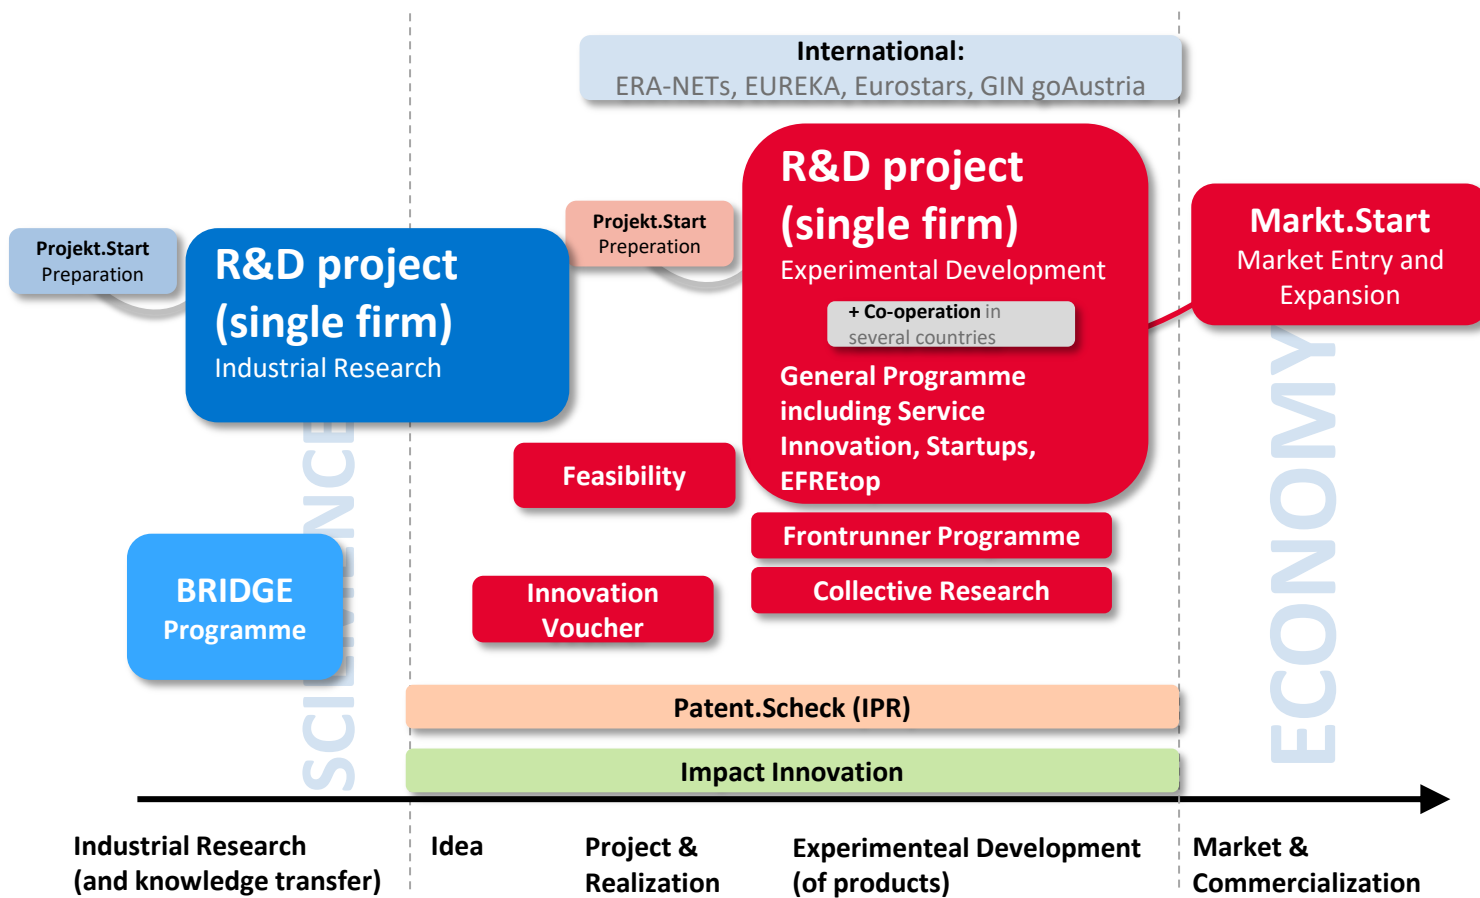 International:
ERA-NETs, EUREKA, Eurostars, GIN goAustria
Projekt.Start
Preparation
R&D project
(single firm)
Industrial Research
Projekt.Start
Preperation
R&D project
(single firm)
Experimental Development
+ Co-operation in
several countries
General Programme
including Service
Innovation, Startups,
EFREtop
Markt.Start
Market Entry and
Expansion
Feasibility
Frontrunner Programme
BRIDGE
Programme
Innovation
Voucher
Collective Research
ECONOMY
Patent.Scheck (IPR)
Impact Innovation
Industrial Research
(and knowledge transfer)
Idea
Project &
Realization
Experimenteal Development
(of products)
Market &
Commercialization